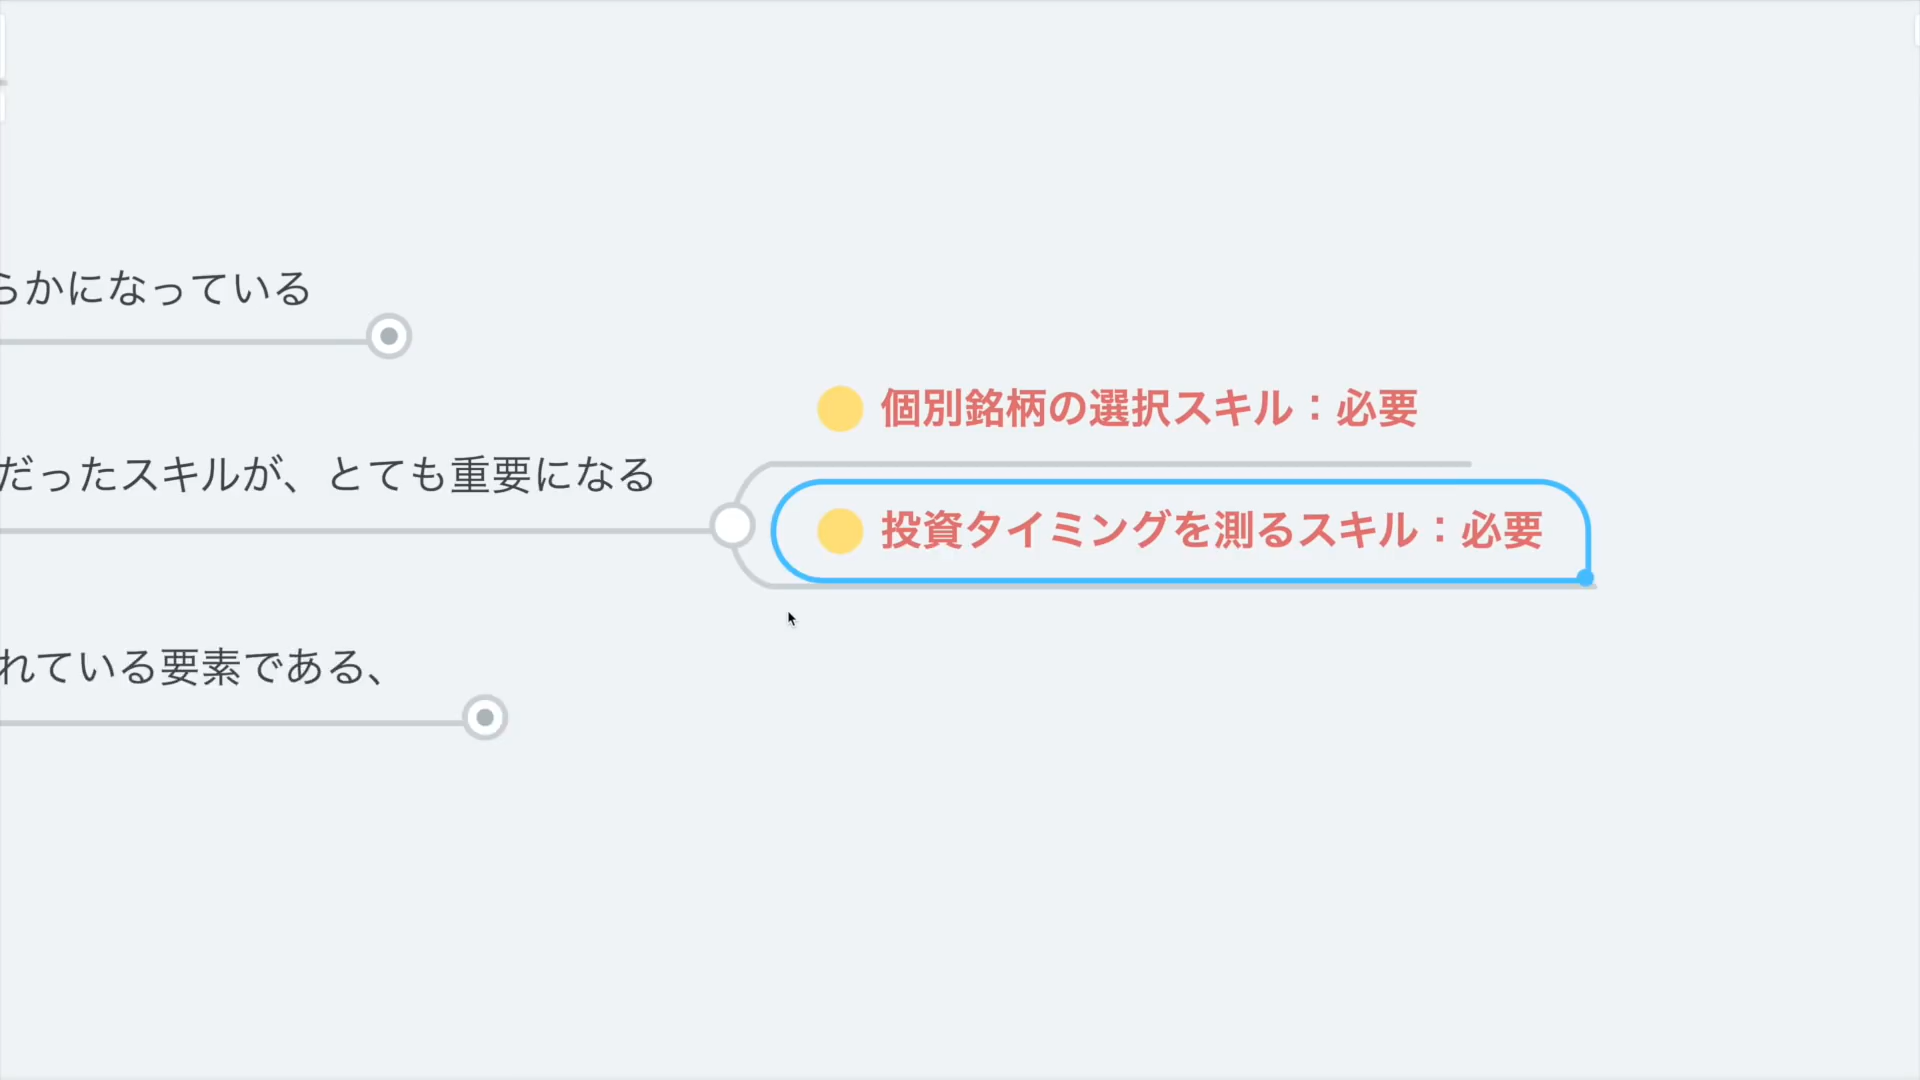 らかになっている
個別銘柄の選択スキル：必要
だったスキルが、とても重要になる
投資タイミングを測るスキル：必要
れている要素である、